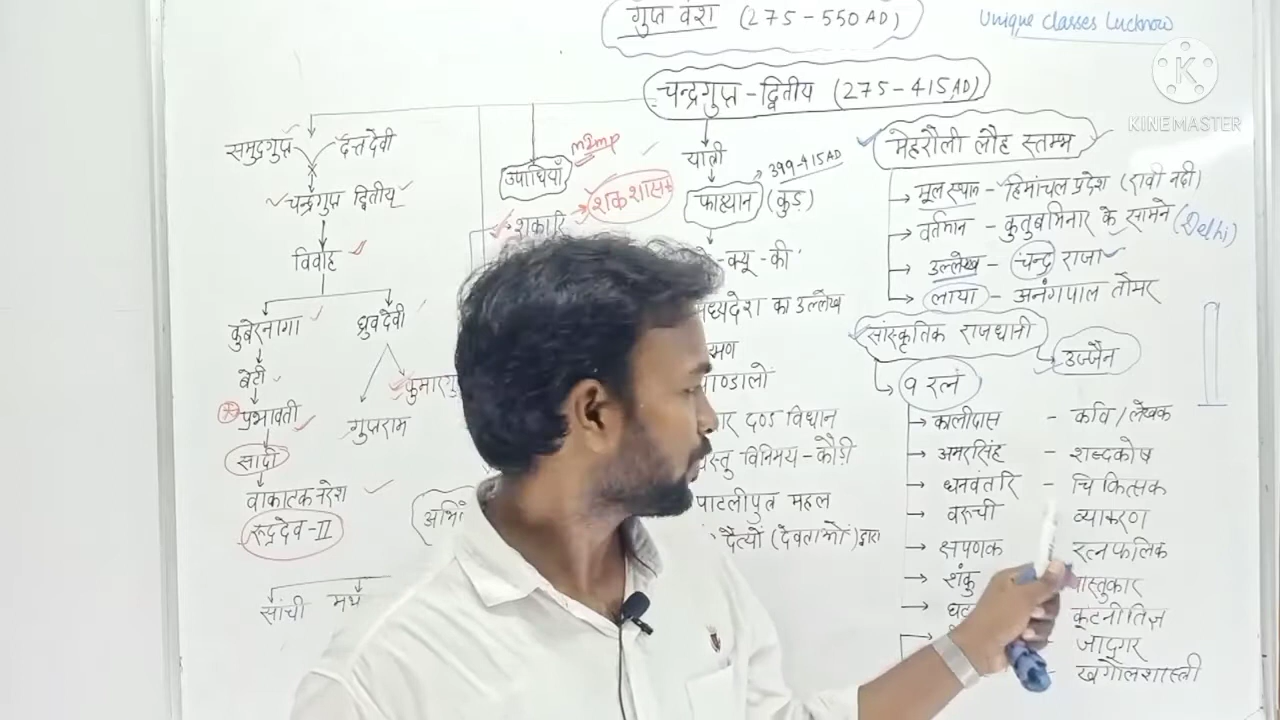 गुप्त वंश (275-550 AD)
unique classes lucknow
K
KINEMASTER
चन्द्रगुप्त-द्वितीय (275-415 AD)
समुद्रगुप्त
दत्तदेवी
चन्द्रगुप्त द्वितीय
विवाह
कुबेरनागा
ध्रुवदेवी
बेटी
प्रभावती
सादी
वाकाटक नरेश
रूद्रदेव-II
कुमारगु
गुप्तराम
सांची
उपाधियाँ
शकारि
शक शासक
यात्री
399-415AD
फाह्यान (कुड़)
-क्यू-की
मध्यदेश का उल्लेख
दण्ड विधान
वस्तु विनिमय-कौड़ी
पाटलीपुत्र महल
दैत्यों (देवताओं) द्वारा
मेहरौली लौह स्तम्भ
मूल स्थान - हिमांचल प्रदेश (रावी नदी)
वर्तमान - कुतुबमिनार के सामने (Delhi)
उल्लेख - चन्द्र राजा
लाया - अनंगपाल तोमर
सांस्कृतिक राजधानी
उज्जैन
9 रत्न
कालीदास - कवि/लेखक
अमरसिंह - शब्दकोष
धनवंतरि - चिकित्सक
वरूची व्याकरण
क्षपणक रत्नफलिक
शंकु वास्तुकार
कूटनीतिज्ञ
जादूगर
खगोलशास्त्री